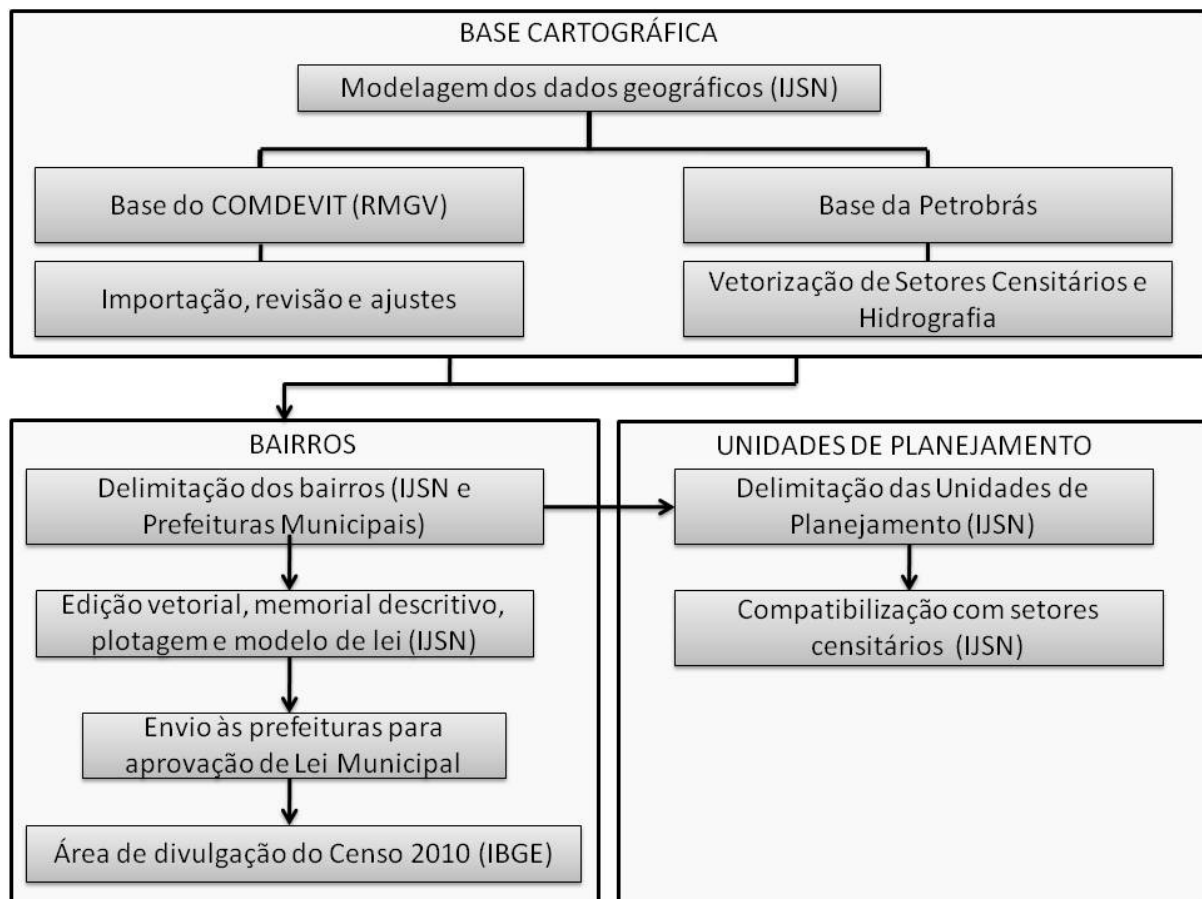 BASE CARTOGRÁFICA
Modelagem dos dados geográficos (IJSN)
Base do COMDEVIT (RMGV)
Base da Petrobrás
Importação, revisão e ajustes
Vetorização de Setores Censitários e
Hidrografia
BAIRROS
Delimitação dos bairros (IJSN e
Prefeituras Municipais)
Edição vetorial, memorial descritivo,
plotagem e modelo de lei (IJSN)
Envio às prefeituras para
aprovação de Lei Municipal
Área de divulgação do Censo 2010 (IBGE)
UNIDADES DE PLANEJAMENTO
Delimitação das Unidades de
Planejamento (IJSN)
Compatibilização com setores
censitários (IJSN)